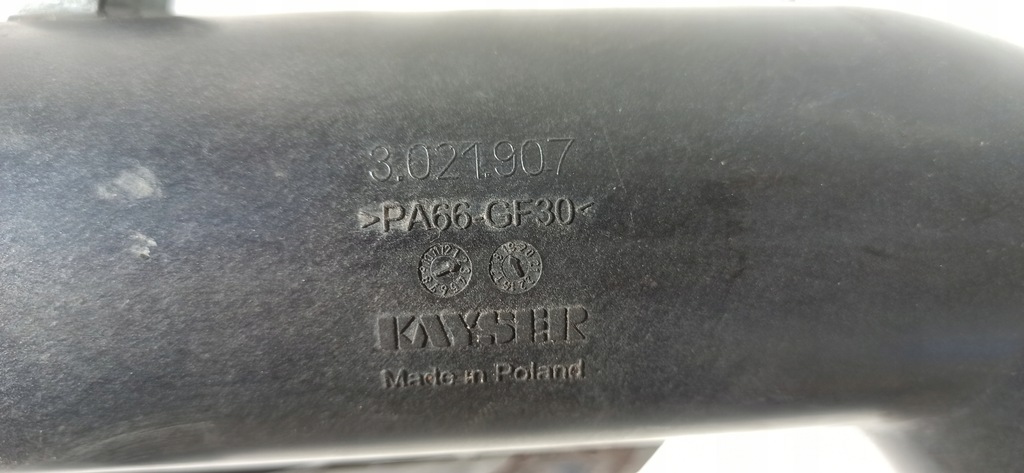 3.021.907
>PA66-GF30<
KAYSER
Made in Poland